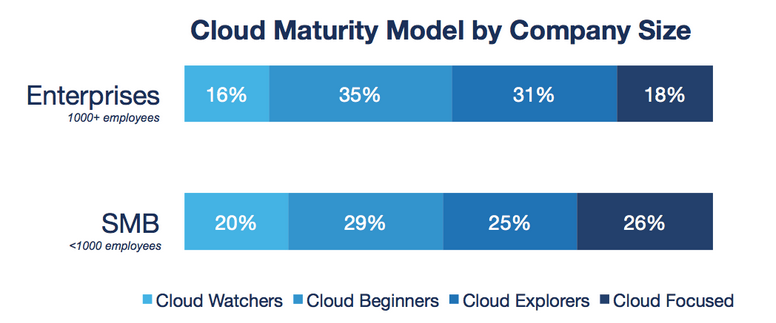 Cloud Maturity Model by Company Size
Enterprises 16% 35% 31% 18%
1000+ employees
SMB 20% 29% 25% 26%
<1000 employees
Cloud Watchers Cloud Beginners Cloud Explorers Cloud Focused